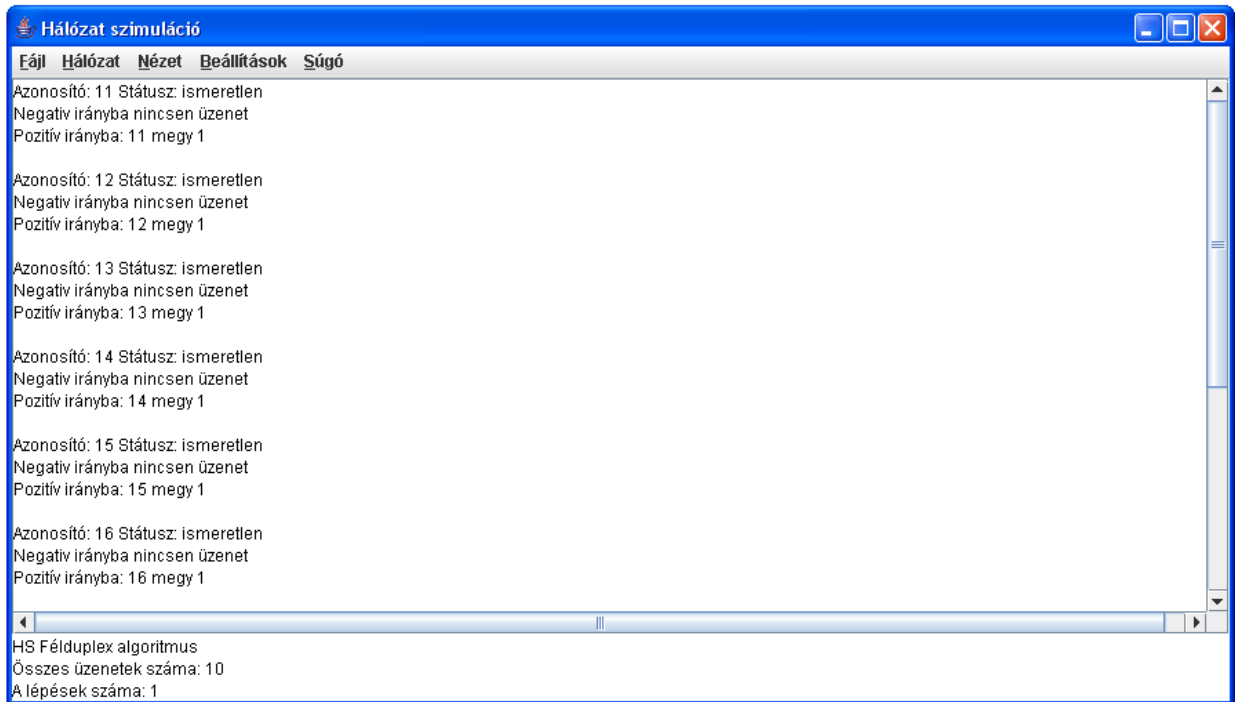 Hálózat szimuláció
Fájl Hálózat Nézet Beállítások Súgó
Azonosító: 11 Státusz: ismeretlen
Negativ irányba nincsen üzenet
Pozitív irányba: 11 megy 1
Azonosító: 12 Státusz: ismeretlen
Negativ irányba nincsen üzenet
Pozitív irányba: 12 megy 1
Azonosító: 13 Státusz: ismeretlen
Negativ irányba nincsen üzenet
Pozitív irányba: 13 megy 1
Azonosító: 14 Státusz: ismeretlen
Negativ irányba nincsen üzenet
Pozitív irányba: 14 megy 1
Azonosító: 15 Státusz: ismeretlen
Negativ irányba nincsen üzenet
Pozitív irányba: 15 megy 1
Azonosító: 16 Státusz: ismeretlen
Negativ irányba nincsen üzenet
Pozitív irányba: 16 megy 1
HS Félduplex algoritmus
Összes üzenetek száma: 10
A lépések száma: 1